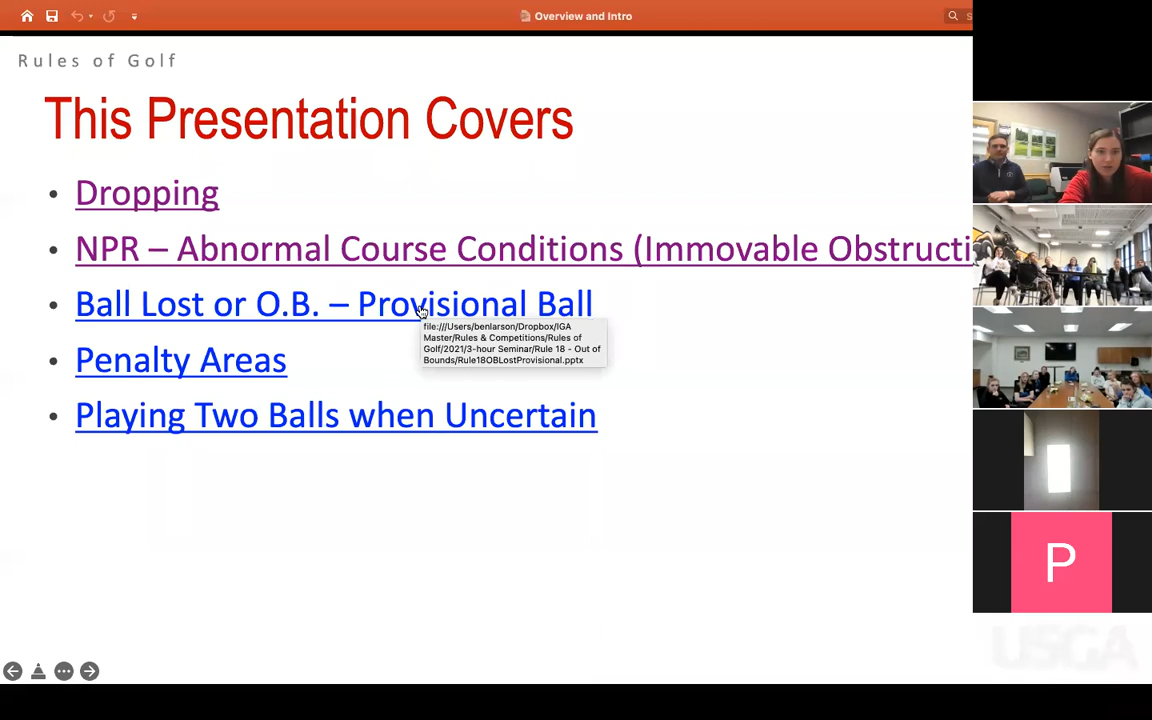 Overview and Intro
S
Rules of Golf
This Presentation Covers
• Dropping
• NPR – Abnormal Course Conditions (Immovable Obstructi
• Ball Lost or O.B. – Provisional Ball
file:///Users/benlarson/Dropbox/IGA
Master/Rules & Competitions/Rules of
Golf/2021/3-hour Seminar/Rule 18 - Out of
Bounds/Rule18OBLostProvisional.pptx
• Penalty Areas
• Playing Two Balls when Uncertain
P
USGA